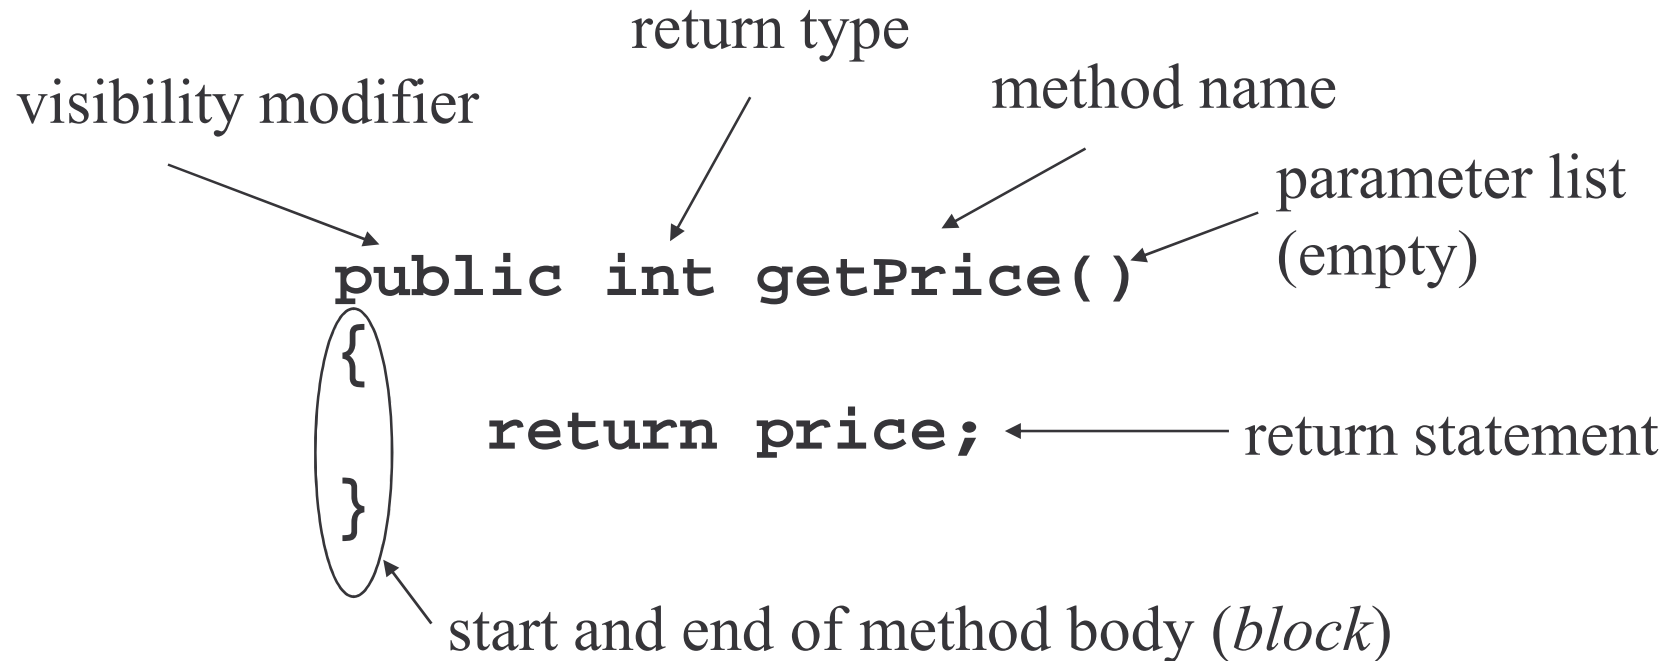 return type
visibility modifier
method name
parameter list
(empty)
public int getPrice()
{
return price;
return statement
}
start and end of method body (block)